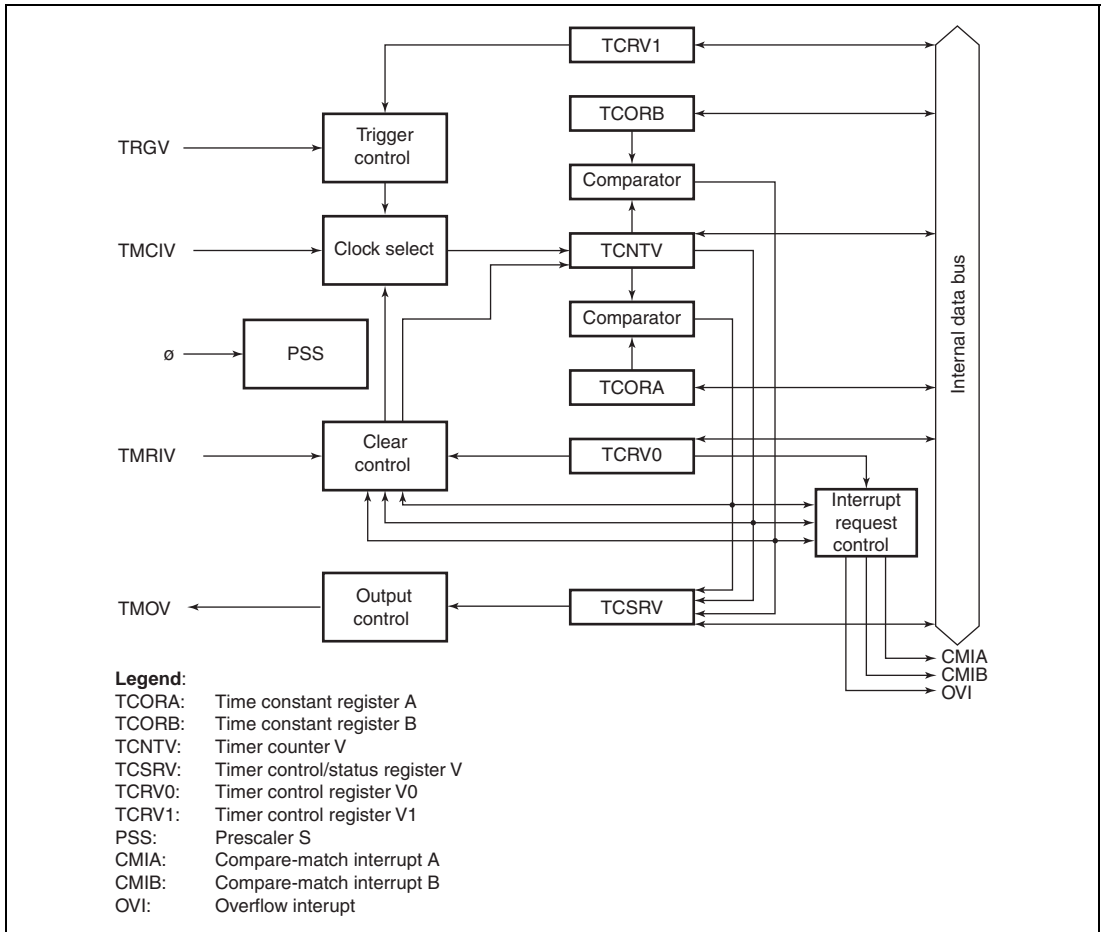 TCRV1
TCORB
TRGV
Trigger
control
Comparator
TMCIV
Clock select
TCNTV
Internal data bus
Comparator
ø
PSS
TCORA
TMRIV
Clear
control
TCRV0
Interrupt
request
control
TMOV
Output
control
TCSRV
CMIA
CMIB
OVI
Legend:
TCORA: Time constant register A
TCORB: Time constant register B
TCNTV: Timer counter V
TCSRV: Timer control/status register V
TCRV0: Timer control register V0
TCRV1: Timer control register V1
PSS: Prescaler S
CMIA: Compare-match interrupt A
CMIB: Compare-match interrupt B
OVI: Overflow interupt